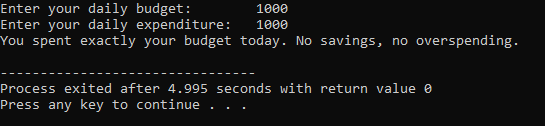 Enter your daily budget:        1000
Enter your daily expenditure:   1000
You spent exactly your budget today. No savings, no overspending.
--------------------------------
Process exited after 4.995 seconds with return value 0
Press any key to continue . . .